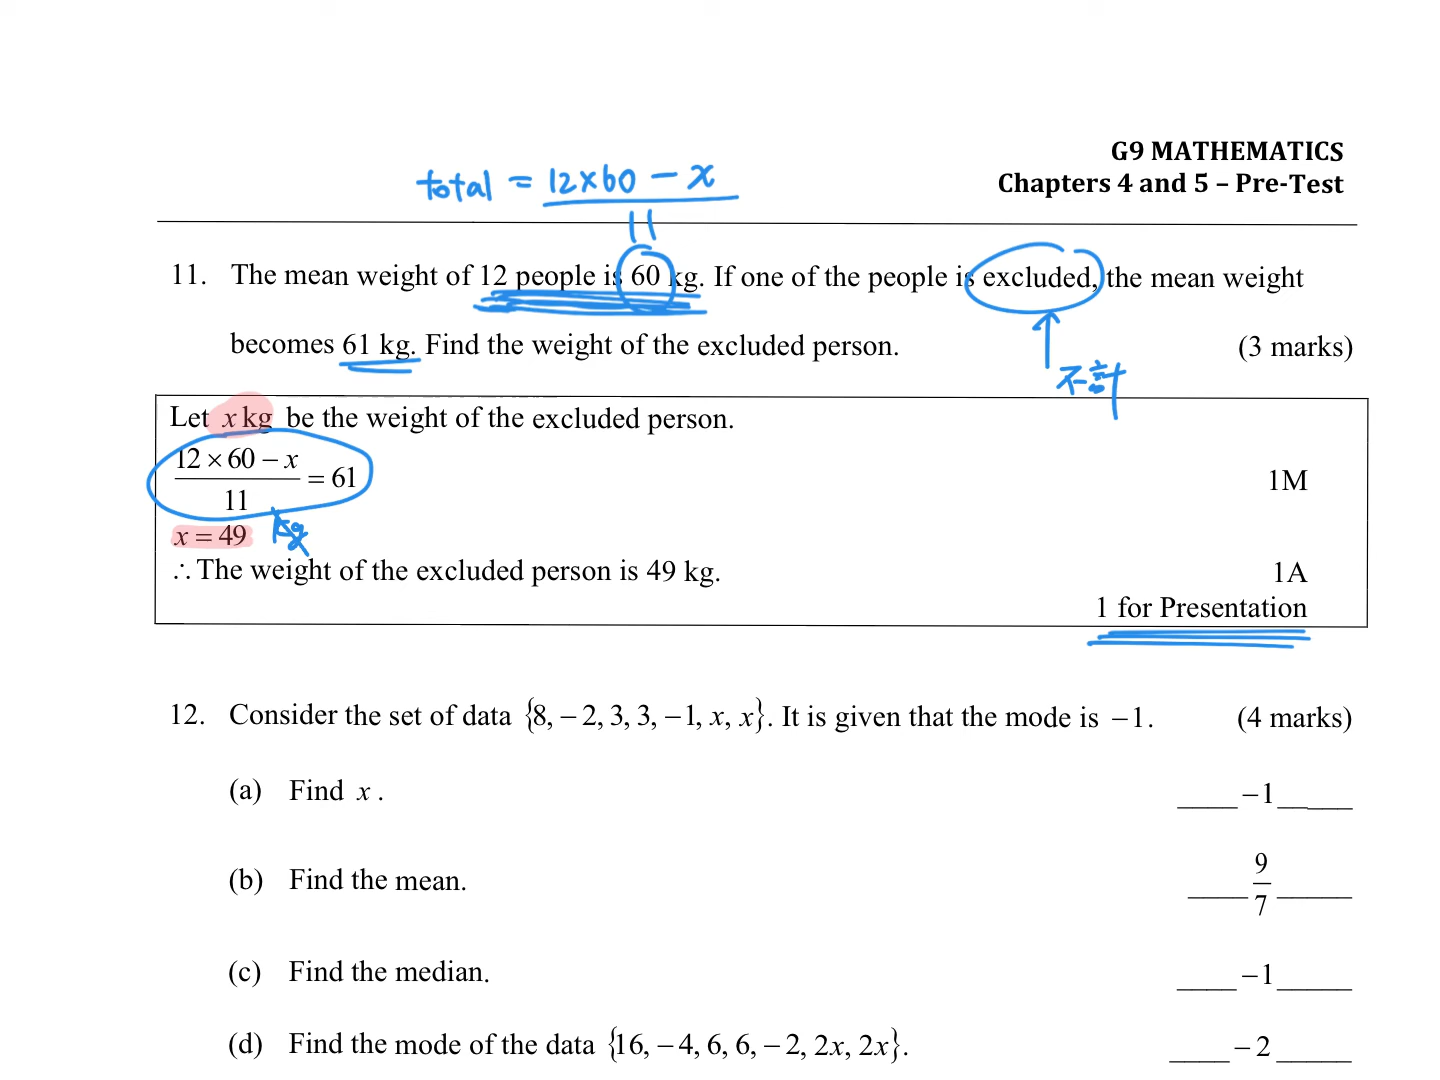 G9 MATHEMATICS
Chapters 4 and 5 – Pre-Test
total = 12×60 − x
11
11. The mean weight of 12 people is 60 kg. If one of the people is excluded, the mean weight
becomes 61 kg. Find the weight of the excluded person. (3 marks)
不計
Let x kg be the weight of the excluded person.
12 × 60 − x
= 61 1M
11
x = 49 kg
∴ The weight of the excluded person is 49 kg. 1A
1 for Presentation
12. Consider the set of data {8, − 2, 3, 3, −1, x, x}. It is given that the mode is −1. (4 marks)
(a) Find x . −1
(b) Find the mean. 9/7
(c) Find the median. −1
(d) Find the mode of the data {16, − 4, 6, 6, − 2, 2x, 2x}. − 2